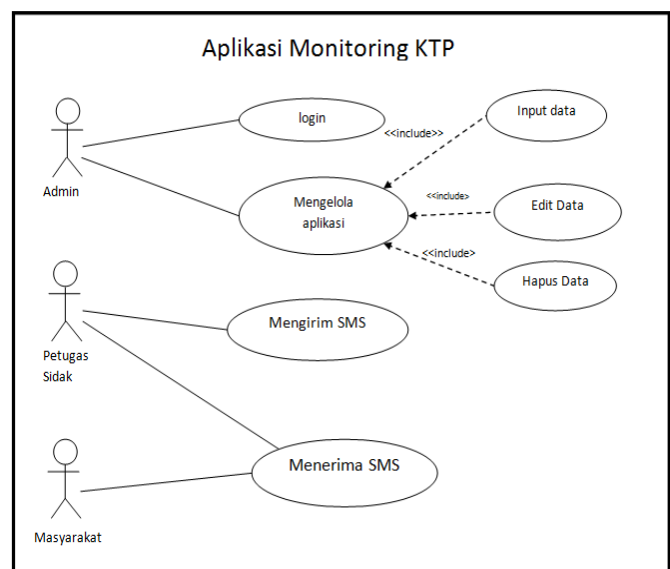 Aplikasi Monitoring KTP
login
Input data
<<include>>
Admin
Mengelola
aplikasi
<<include>
Edit Data
<<include>
Hapus Data
Mengirim SMS
Petugas
Sidak
Menerima SMS
Masyarakat